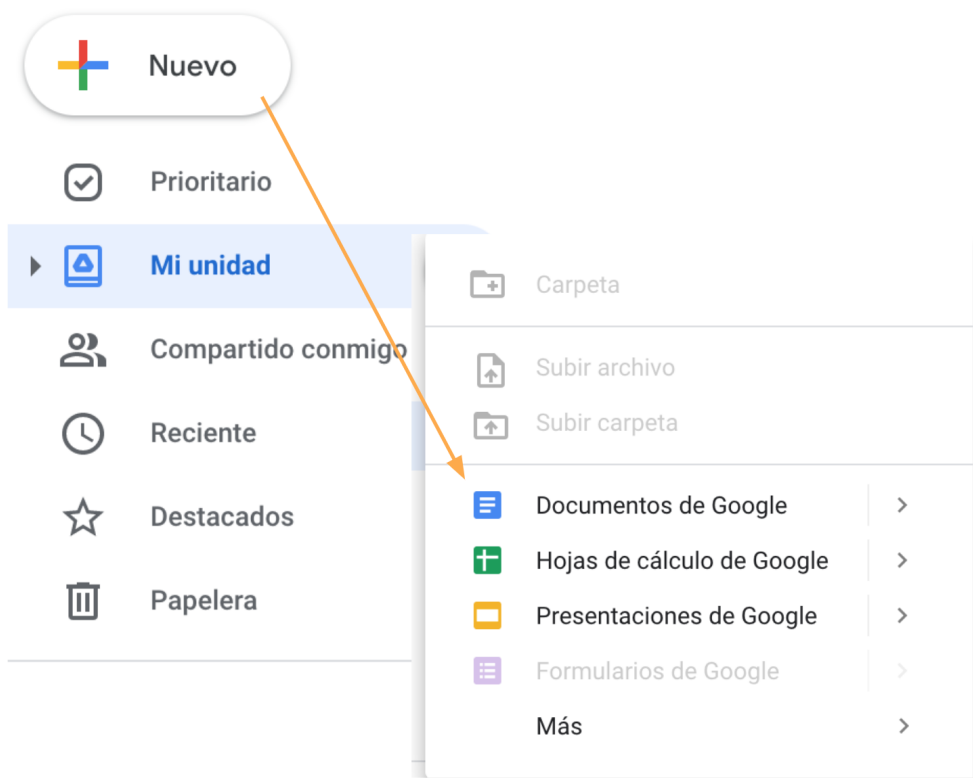 Nuevo
Prioritario
Mi unidad
Compartido conmigo
Reciente
Destacados
Papelera
Carpeta
Subir archivo
Subir carpeta
Documentos de Google
Hojas de cálculo de Google
Presentaciones de Google
Formularios de Google
Más